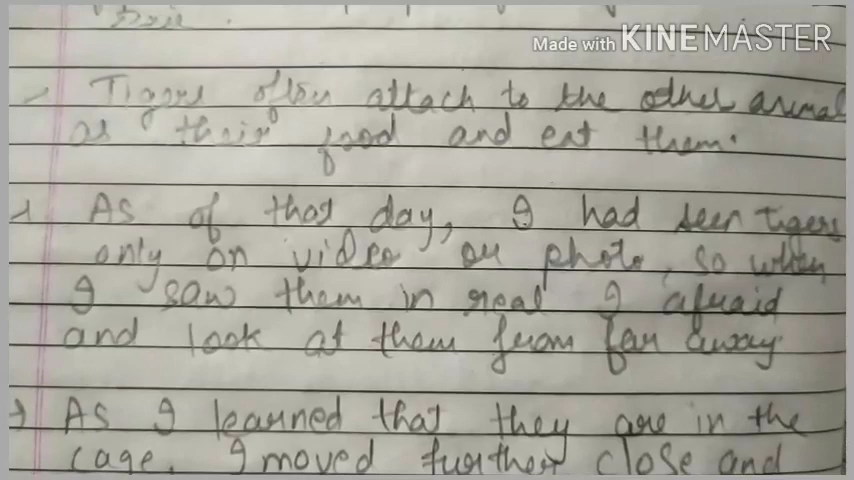 Made with KINEMASTER
- Tigers often attach to the other animal
as their food and eat them.
→ As of that day, I had seen tigers
only on video or photo, so when
I saw them in real I afraid
and look at them from far away
→ As I learned that they are in the
cage, I moved further close and